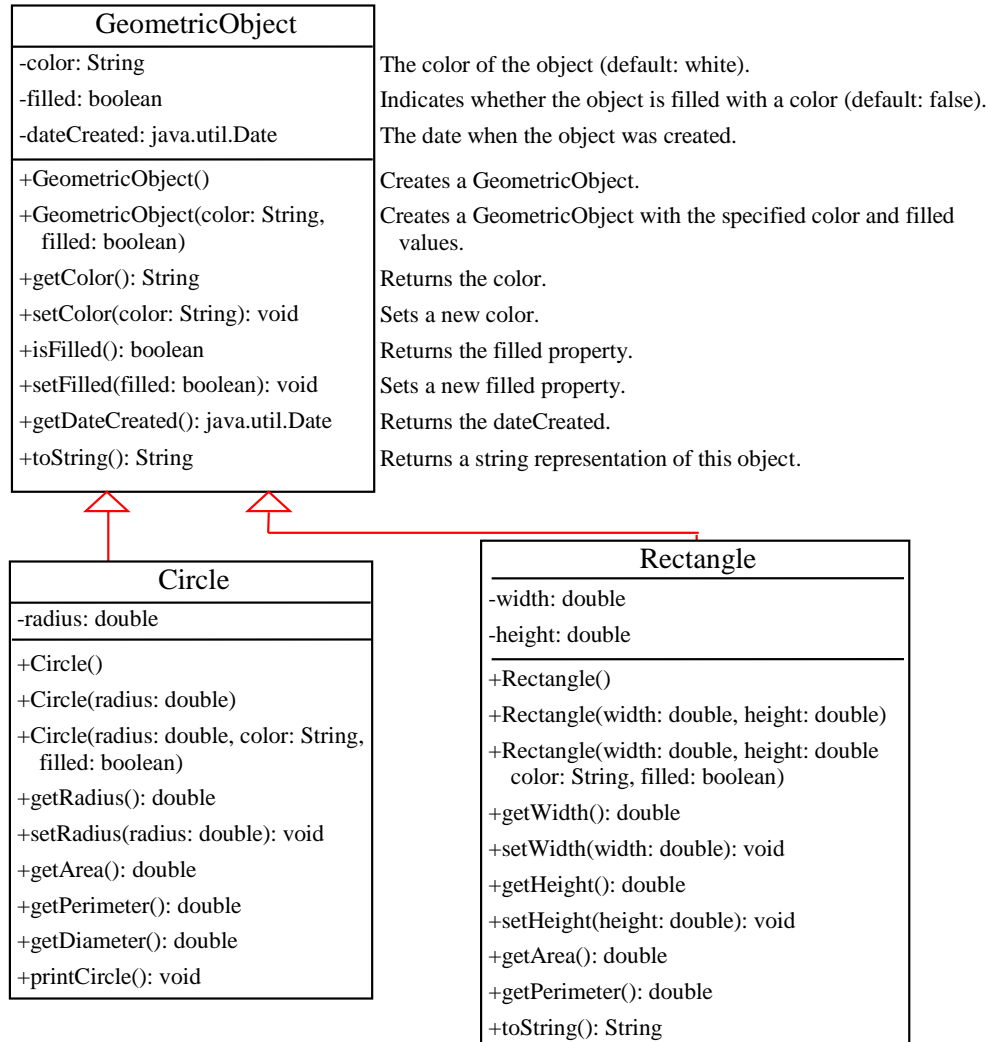 GeometricObject
-color: String
The color of the object (default: white).
-filled: boolean
Indicates whether the object is filled with a color (default: false).
-dateCreated: java.util.Date
The date when the object was created.
+GeometricObject()
Creates a GeometricObject.
+GeometricObject(color: String,
filled: boolean)
Creates a GeometricObject with the specified color and filled
values.
+getColor(): String
Returns the color.
+setColor(color: String): void
Sets a new color.
+isFilled(): boolean
Returns the filled property.
+setFilled(filled: boolean): void
Sets a new filled property.
+getDateCreated(): java.util.Date
Returns the dateCreated.
+toString(): String
Returns a string representation of this object.
Circle
-radius: double
+Circle()
+Circle(radius: double)
+Circle(radius: double, color: String,
filled: boolean)
+getRadius(): double
+setRadius(radius: double): void
+getArea(): double
+getPerimeter(): double
+getDiameter(): double
+printCircle(): void
Rectangle
-width: double
-height: double
+Rectangle()
+Rectangle(width: double, height: double)
+Rectangle(width: double, height: double
color: String, filled: boolean)
+getWidth(): double
+setWidth(width: double): void
+getHeight(): double
+setHeight(height: double): void
+getArea(): double
+getPerimeter(): double
+toString(): String